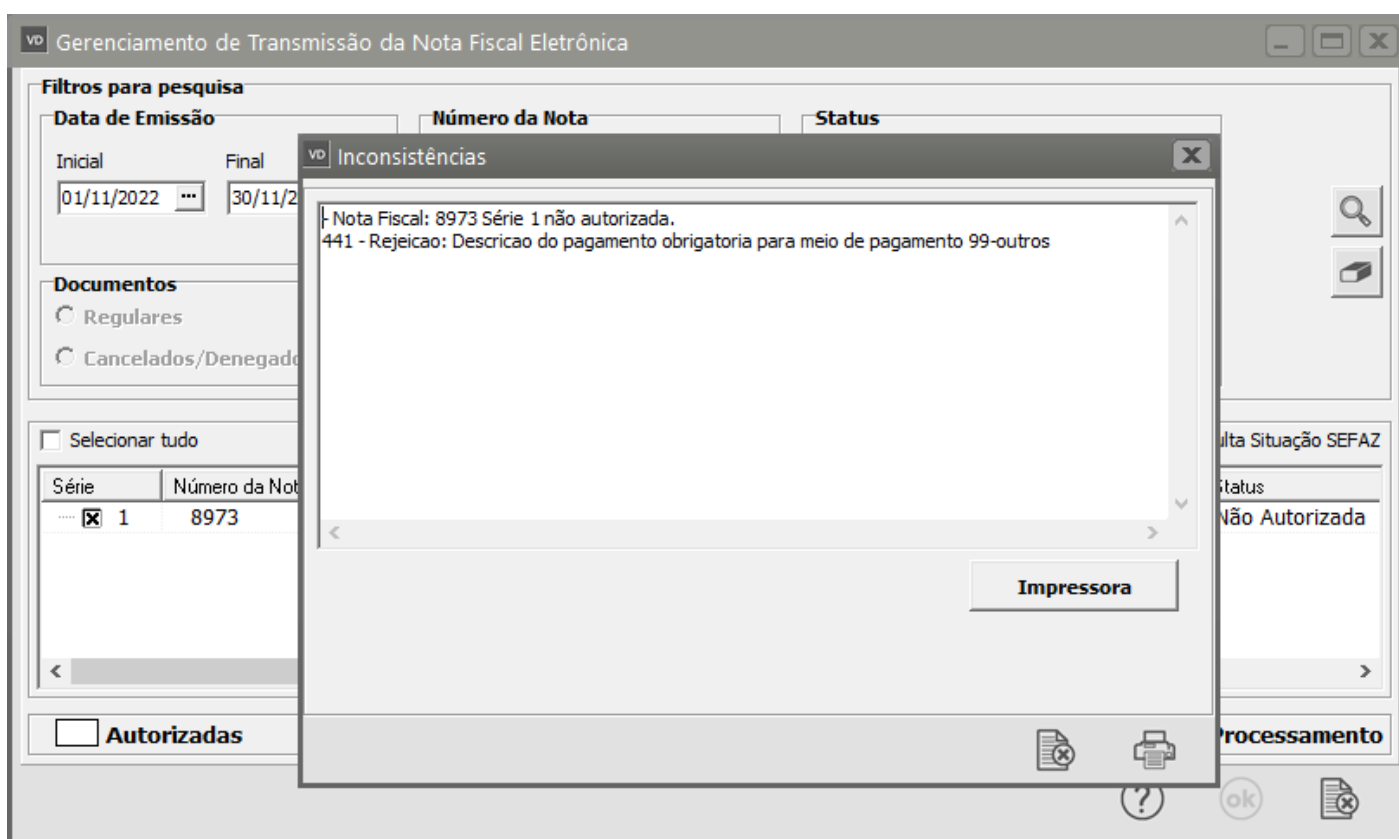 VD Gerenciamento de Transmissão da Nota Fiscal Eletrônica
Filtros para pesquisa
Data de Emissão
Número da Nota
Status
Inicial
Final
01/11/2022 ...
30/11/2
VD Inconsistências
- Nota Fiscal: 8973 Série 1 não autorizada.
441 - Rejeicao: Descricao do pagamento obrigatoria para meio de pagamento 99-outros
Documentos
Regulares
Cancelados/Denegado
Selecionar tudo
ulta Situação SEFAZ
Série
Número da Not
Status
1
8973
Não Autorizada
Impressora
Autorizadas
Processamento
?
ok